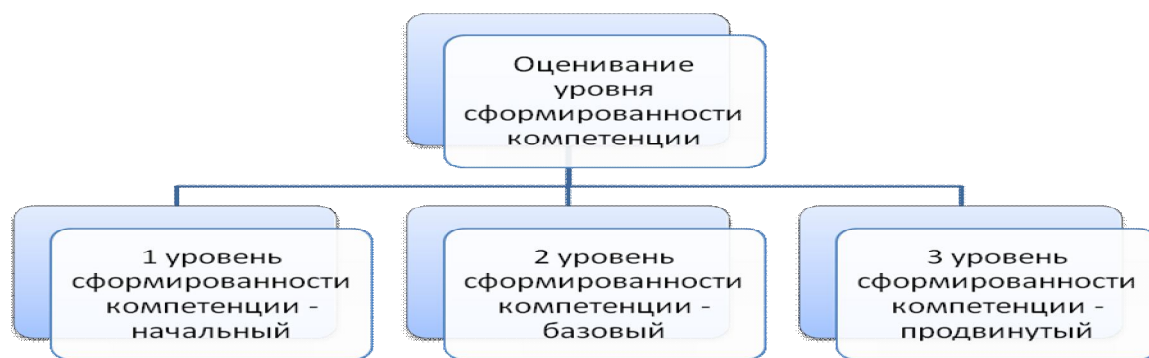 Оценивание
уровня
сформированности
компетенции
1 уровень
сформированности
компетенции -
начальный
2 уровень
сформированности
компетенции -
базовый
3 уровень
сформированности
компетенции -
продвинутый